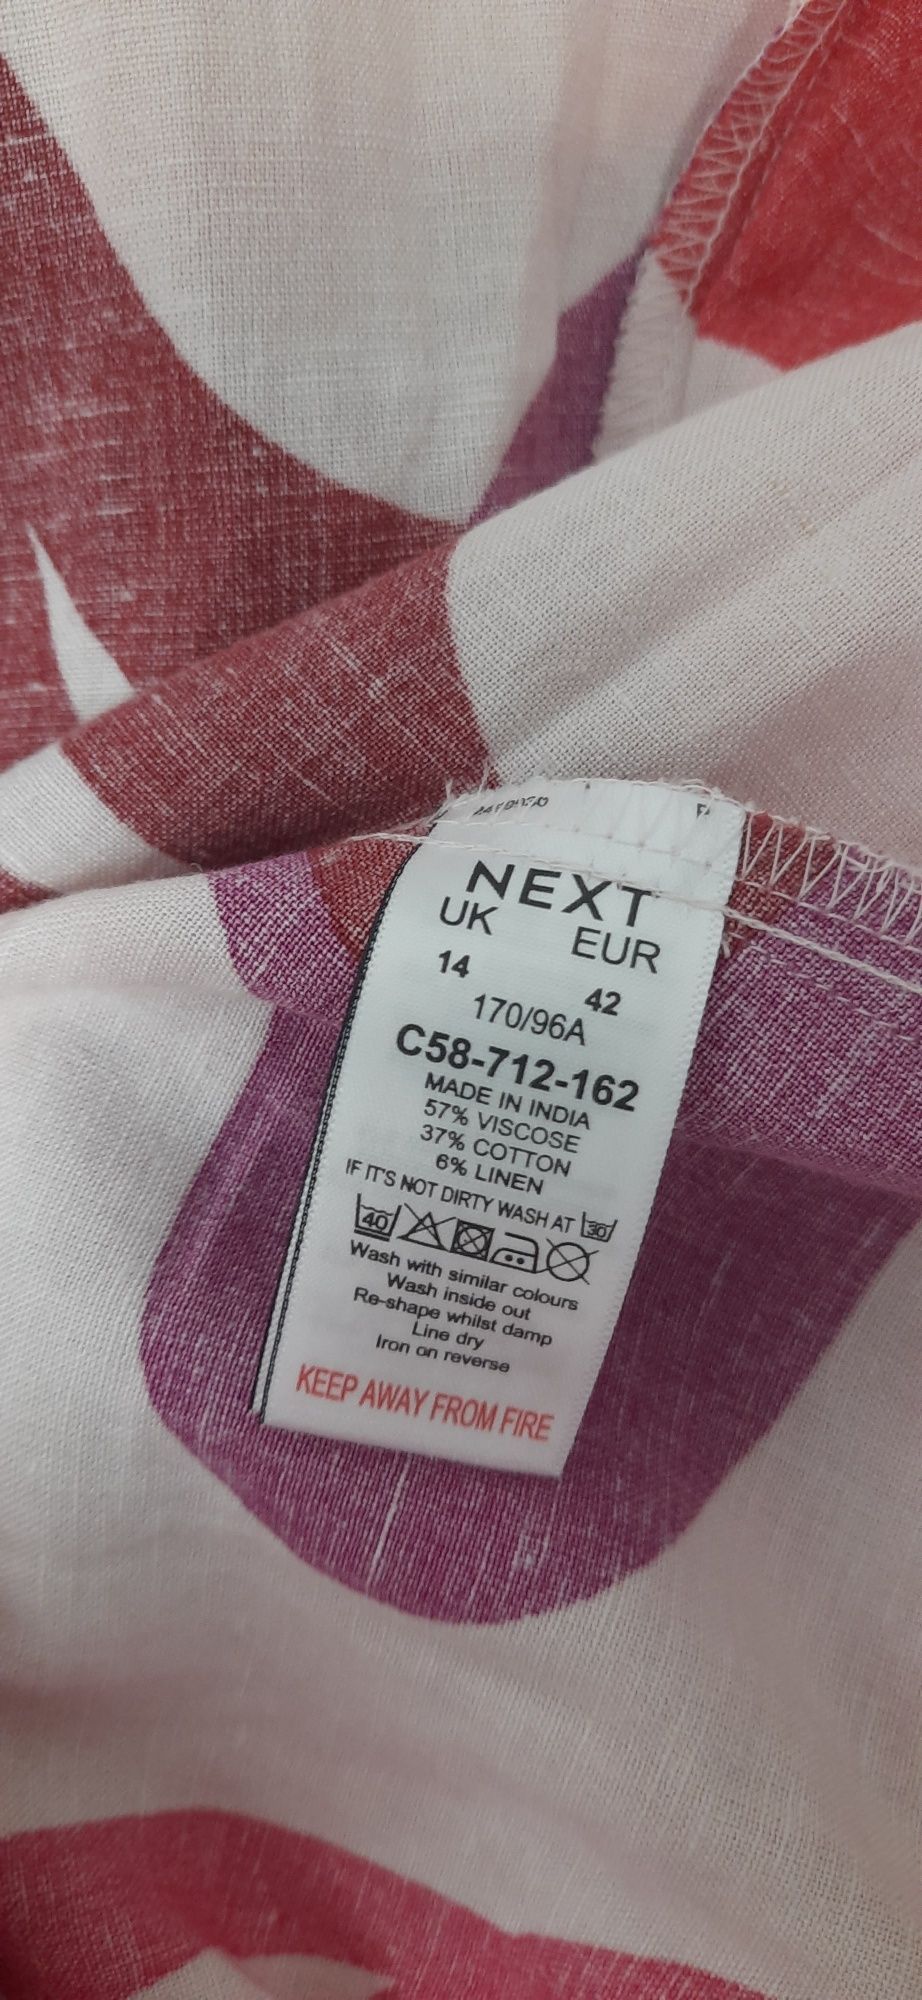 NEXT
UK EUR
14 42
170/96A
C58-712-162
MADE IN INDIA
57% VISCOSE
37% COTTON
6% LINEN
IF IT'S NOT DIRTY WASH AT 30
40
Wash with similar colours
Wash inside out
Re-shape whilst damp
Line dry
Iron on reverse
KEEP AWAY FROM FIRE